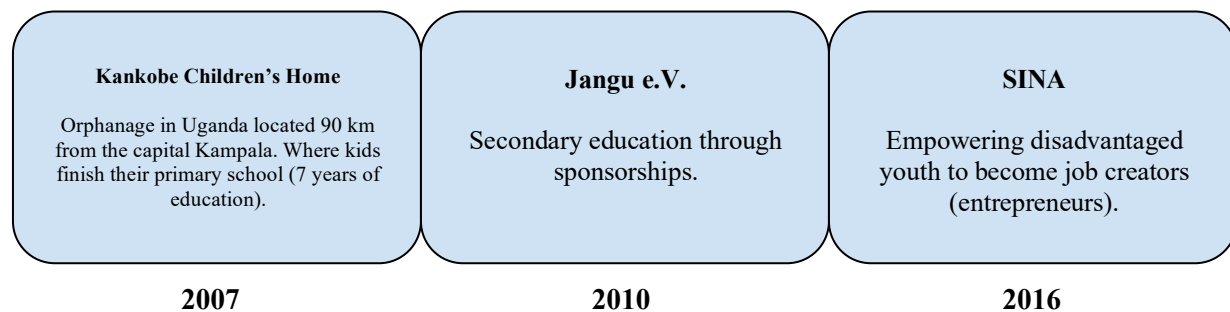 Kankobe Children’s Home
Orphanage in Uganda located 90 km
from the capital Kampala. Where kids
finish their primary school (7 years of
education).
Jangu e.V.
Secondary education through
sponsorships.
SINA
Empowering disadvantaged
youth to become job creators
(entrepreneurs).
2007
2010
2016